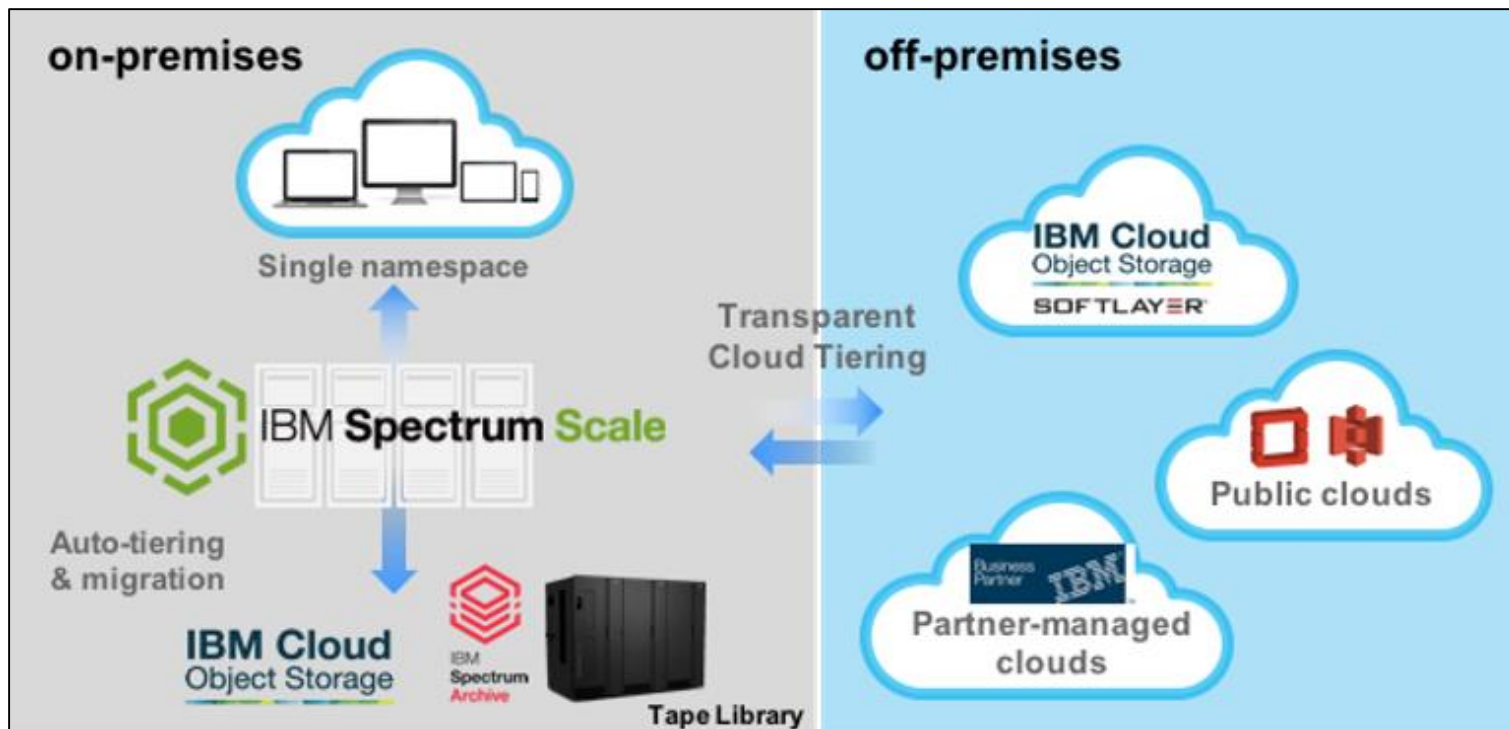 on-premises
Single namespace
IBM Spectrum Scale
Auto-tiering
& migration
IBM Cloud
Object Storage
IBM
Spectrum
Archive
Tape Library
Transparent
Cloud Tiering
off-premises
IBM Cloud
Object Storage
SOFTLAYER
Public clouds
Business
Partner
IBM
Partner-managed
clouds